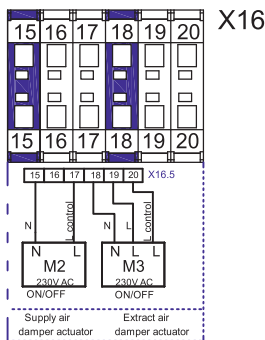 X16
15 16 17 18 19 20
15 16 17 18 19 20
15 16 17 18 19 20 X16.5
N L control N L L control
N L N L L
M2 M3
230V AC 230V AC
ON/OFF ON/OFF
Supply air Extract air
damper actuator damper actuator